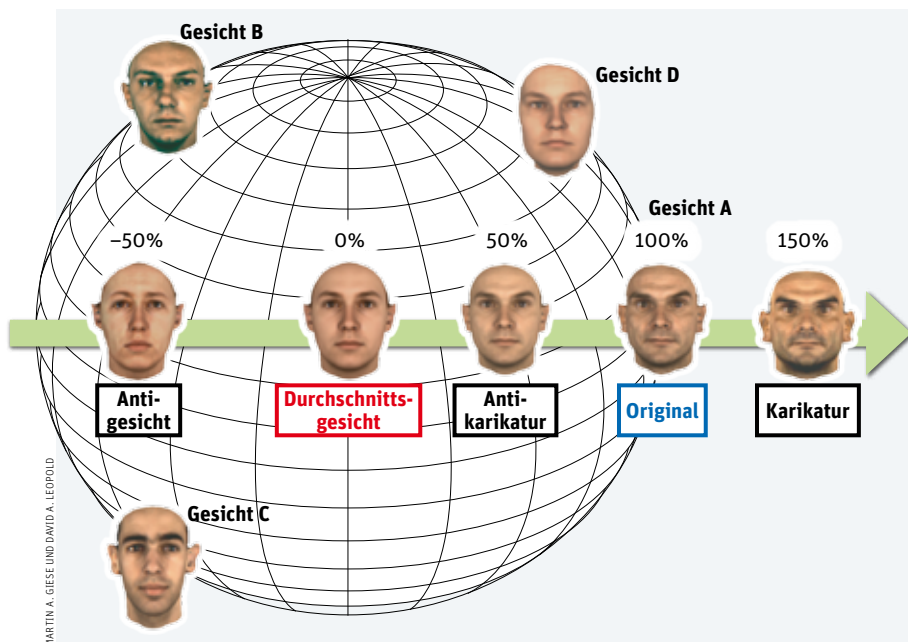 Gesicht B
Gesicht D
Gesicht A
–50%
0%
50%
100%
150%
Anti-
gesicht
Durchschnitts-
gesicht
Anti-
karikatur
Original
Karikatur
Gesicht C
MARTIN A. GIESE UND DAVID A. LEOPOLD